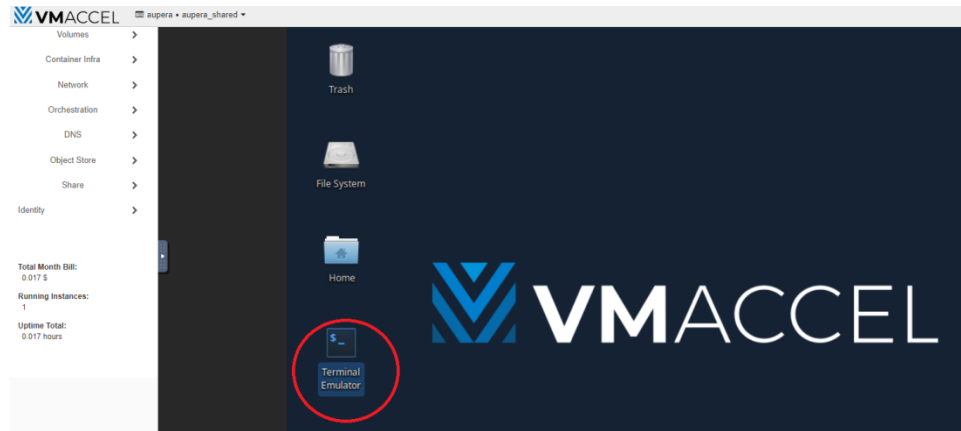 VMACCEL
aupera • aupera_shared
Volumes
Container Infra
Network
Orchestration
DNS
Object Store
Share
Identity
Total Month Bill:
0.017 $
Running Instances:
1
Uptime Total:
0.017 hours
Trash
File System
Home
$_
Terminal
Emulator
VMACCEL